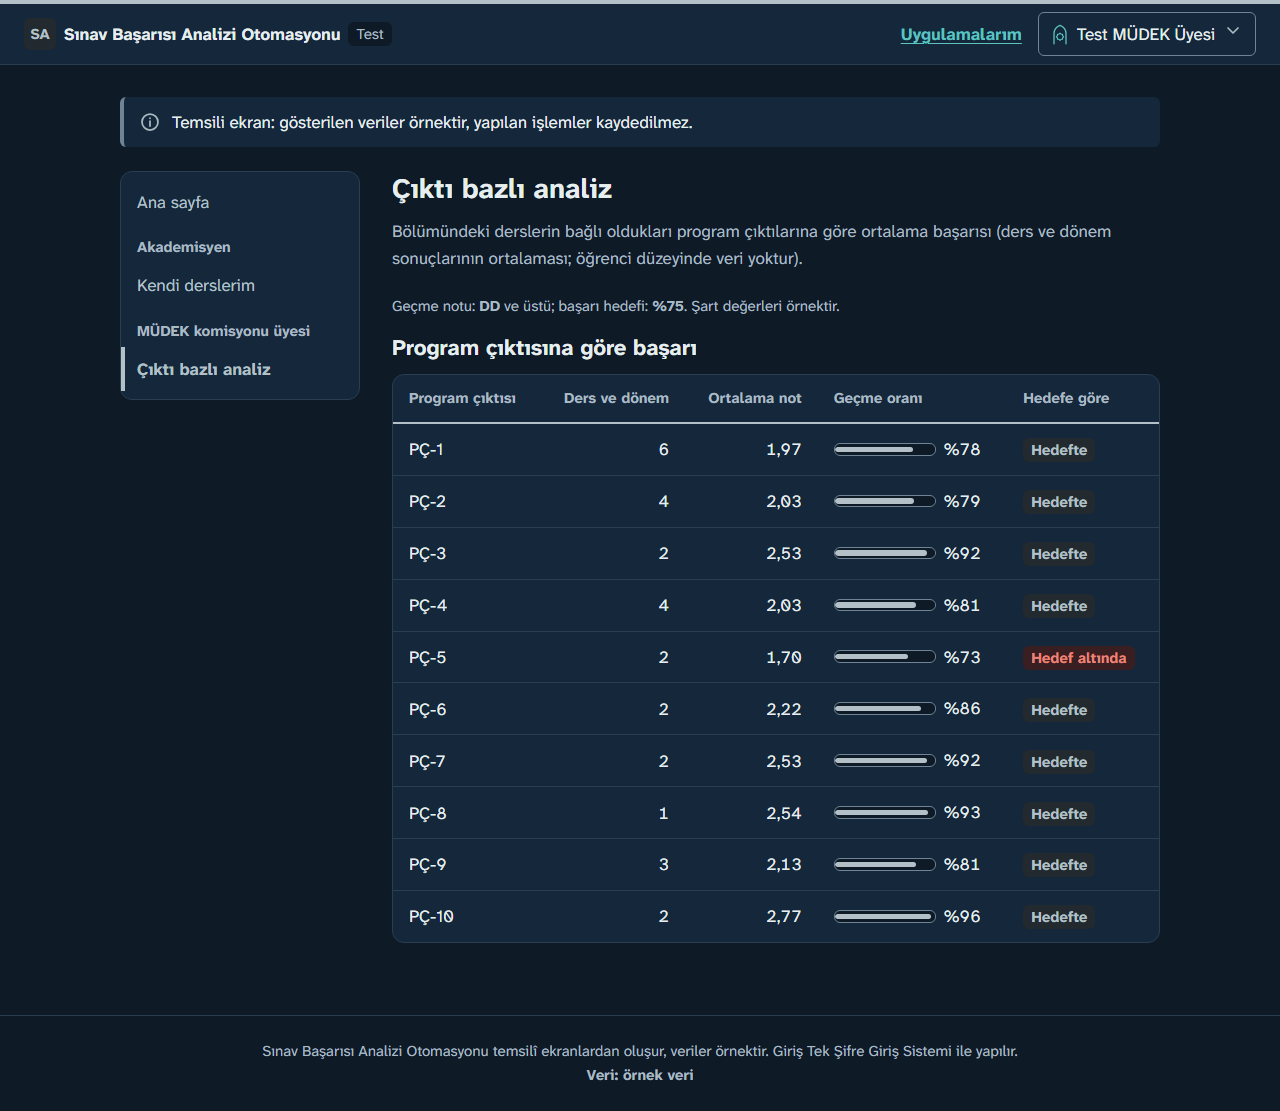 SA Sınav Başarısı Analizi Otomasyonu Test
Uygulamalarım
Test MÜDEK Üyesi
Temsili ekran: gösterilen veriler örnektir, yapılan işlemler kaydedilmez.
Ana sayfa
Akademisyen
Kendi derslerim
MÜDEK komisyonu üyesi
Çıktı bazlı analiz
Çıktı bazlı analiz
Bölümündeki derslerin bağlı oldukları program çıktılarına göre ortalama başarısı (ders ve dönem
sonuçlarının ortalaması; öğrenci düzeyinde veri yoktur).
Geçme notu: DD ve üstü; başarı hedefi: %75. Şart değerleri örnektir.
Program çıktısına göre başarı
Program çıktısı Ders ve dönem Ortalama not Geçme oranı Hedefe göre
PÇ-1 6 1,97 %78 Hedefte
PÇ-2 4 2,03 %79 Hedefte
PÇ-3 2 2,53 %92 Hedefte
PÇ-4 4 2,03 %81 Hedefte
PÇ-5 2 1,70 %73 Hedef altında
PÇ-6 2 2,22 %86 Hedefte
PÇ-7 2 2,53 %92 Hedefte
PÇ-8 1 2,54 %93 Hedefte
PÇ-9 3 2,13 %81 Hedefte
PÇ-10 2 2,77 %96 Hedefte
Sınav Başarısı Analizi Otomasyonu temsilî ekranlardan oluşur, veriler örnektir. Giriş Tek Şifre Giriş Sistemi ile yapılır.
Veri: örnek veri